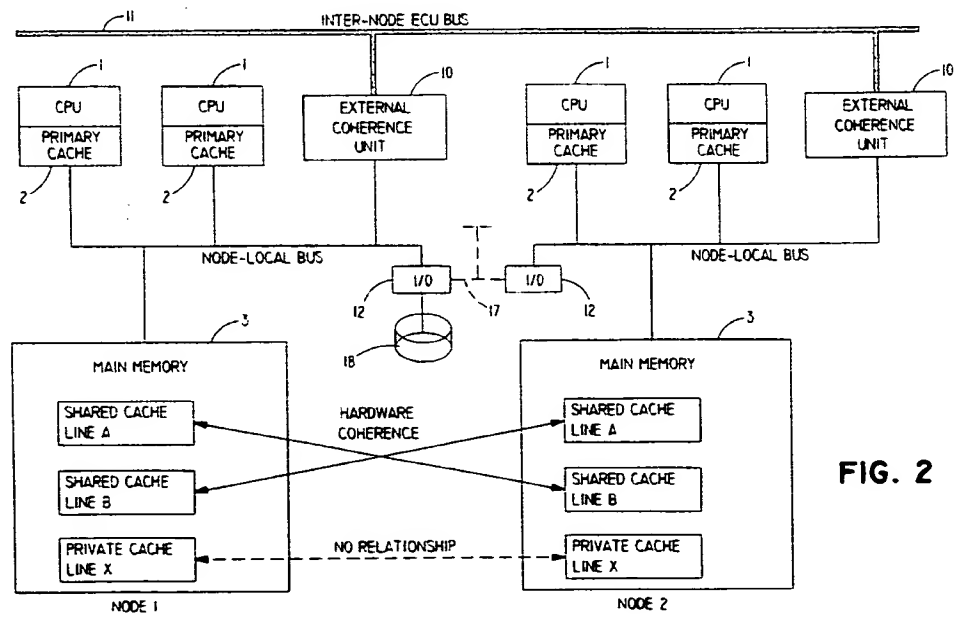 11
INTER-NODE ECU BUS
1
1
10
1
1
10
CPU
PRIMARY
CACHE
CPU
PRIMARY
CACHE
EXTERNAL
COHERENCE
UNIT
CPU
PRIMARY
CACHE
CPU
PRIMARY
CACHE
EXTERNAL
COHERENCE
UNIT
2
2
2
2
NODE-LOCAL BUS
NODE-LOCAL BUS
I/O
I/O
12
17
12
18
3
3
MAIN MEMORY
MAIN MEMORY
SHARED CACHE
LINE A
HARDWARE
COHERENCE
SHARED CACHE
LINE A
SHARED CACHE
LINE B
SHARED CACHE
LINE B
FIG. 2
PRIVATE CACHE
LINE X
NO RELATIONSHIP
PRIVATE CACHE
LINE X
NODE 1
NODE 2